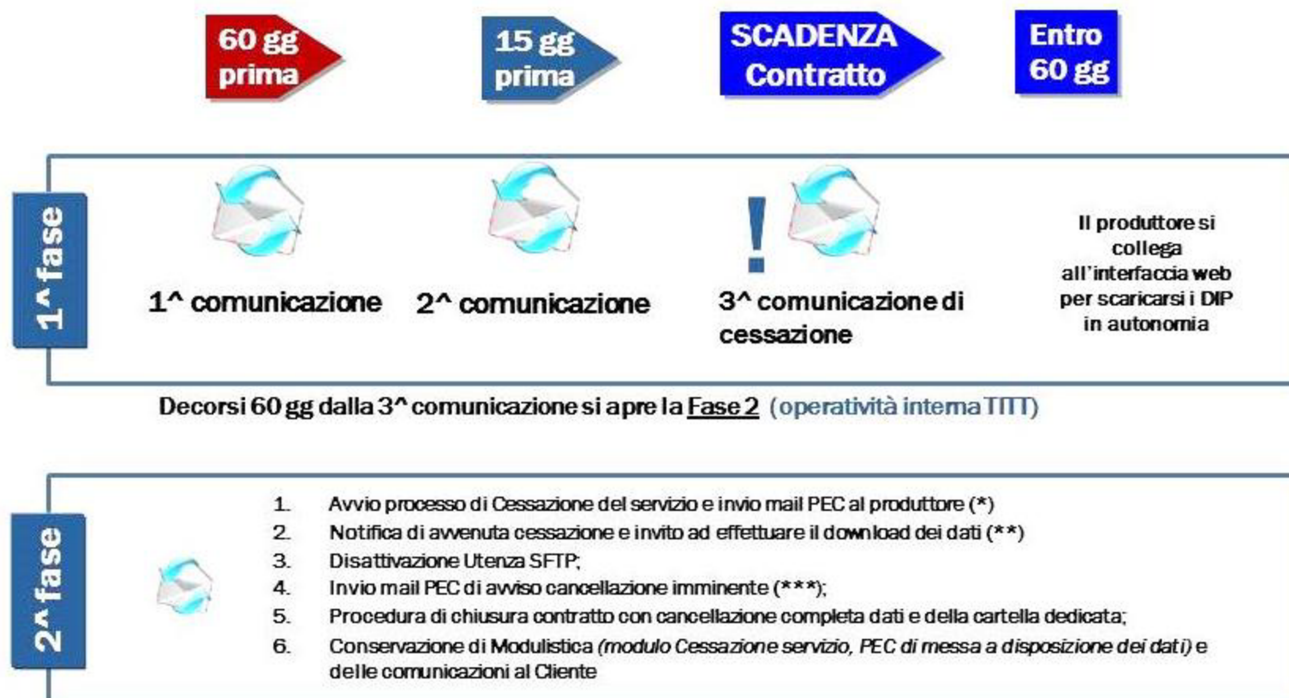 60 gg
prima
15 gg
prima
SCADENZA
Contratto
Entro
60 gg
1^ fase
1^ comunicazione
2^ comunicazione
!
3^ comunicazione di
cessazione
Il produttore si
collega
all'interfaccia web
per scaricarsi i DIP
in autonomia
Decorsi 60 gg dalla 3^ comunicazione si apre la Fase 2 (operatività interna TITT)
2^ fase
1. Avvio processo di Cessazione del servizio e invio mail PEC al produttore (*)
2. Notifica di avvenuta cessazione e invito ad effettuare il download dei dati (**)
3. Disattivazione Utenza SFTP;
4. Invio mail PEC di avviso cancellazione imminente (***);
5. Procedura di chiusura contratto con cancellazione completa dati e della cartella dedicata;
6. Conservazione di Modulistica (modulo Cessazione servizio, PEC di messa a disposizione dei dati) e
delle comunicazioni al Cliente